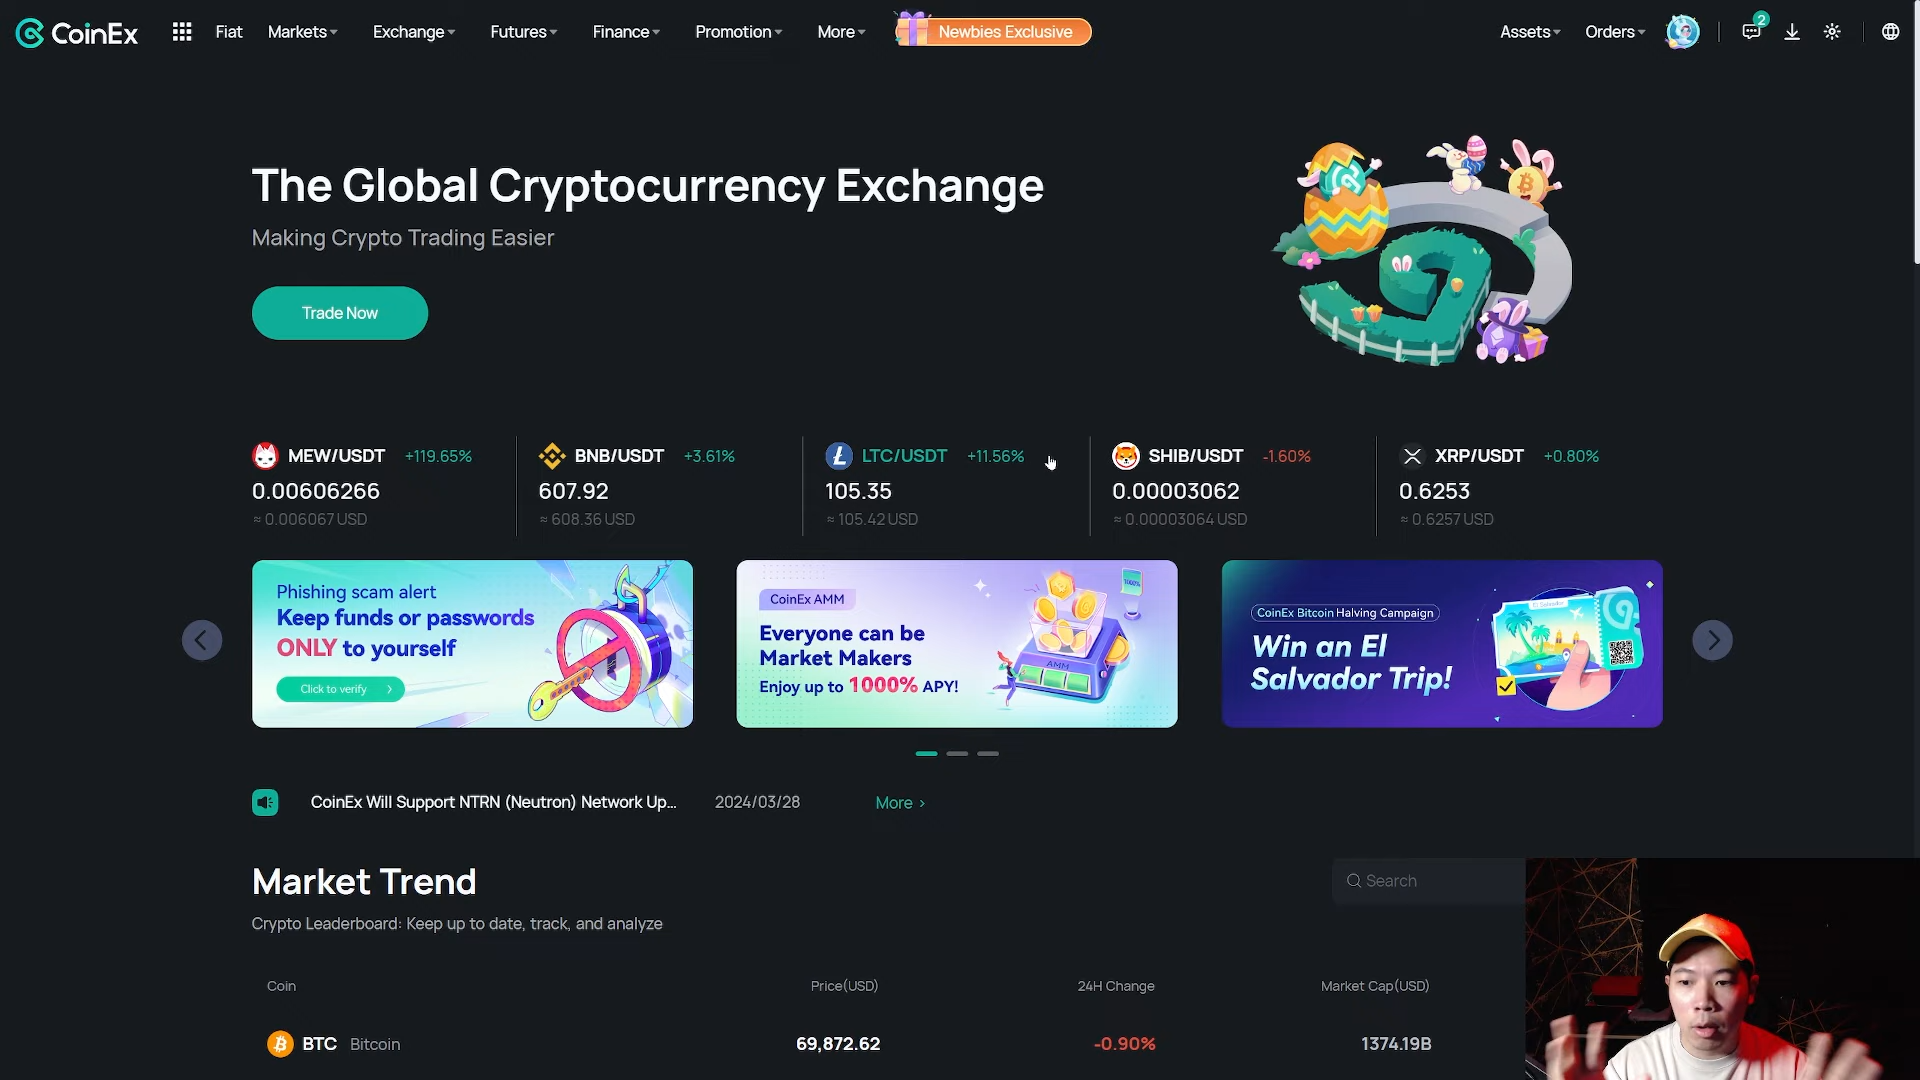 CoinEx
Fiat
Markets
Exchange
Futures
Finance
Promotion
More
Newbies Exclusive
Assets
Orders
2
The Global Cryptocurrency Exchange
Making Crypto Trading Easier
Trade Now
MEW/USDT +119.65%
0.00606266
≈ 0.006067 USD
BNB/USDT +3.61%
607.92
≈ 608.36 USD
LTC/USDT +11.56%
105.35
≈ 105.42 USD
SHIB/USDT -1.60%
0.00003062
≈ 0.00003064 USD
XRP/USDT +0.80%
0.6253
≈ 0.6257 USD
Phishing scam alert
Keep funds or passwords
ONLY to yourself
Click to verify
CoinEx AMM
Everyone can be
Market Makers
Enjoy up to 1000% APY!
1000%
AMM
CoinEx Bitcoin Halving Campaign
Win an El
Salvador Trip!
El Salvador
CoinEx Will Support NTRN (Neutron) Network Up...
2024/03/28
More
Market Trend
Crypto Leaderboard: Keep up to date, track, and analyze
Search
Coin Price(USD) 24H Change Market Cap(USD)
BTC Bitcoin 69,872.62 -0.90% 1374.19B